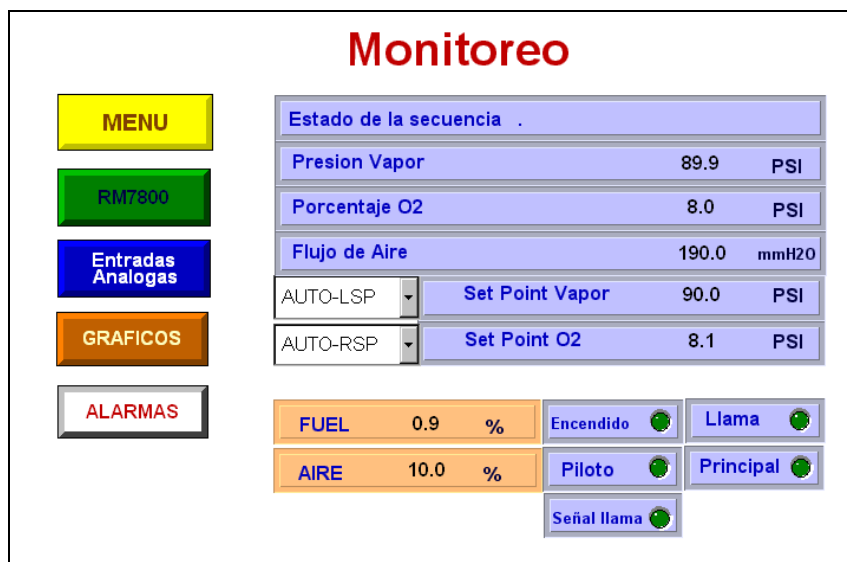 Monitoreo
MENU
RM7800
Entradas
Analogas
GRAFICOS
ALARMAS
Estado de la secuencia .
Presion Vapor 89.9 PSI
Porcentaje O2 8.0 PSI
Flujo de Aire 190.0 mmH2O
AUTO-LSP Set Point Vapor 90.0 PSI
AUTO-RSP Set Point O2 8.1 PSI
FUEL 0.9 % Encendido Llama
AIRE 10.0 % Piloto Principal
Señal llama